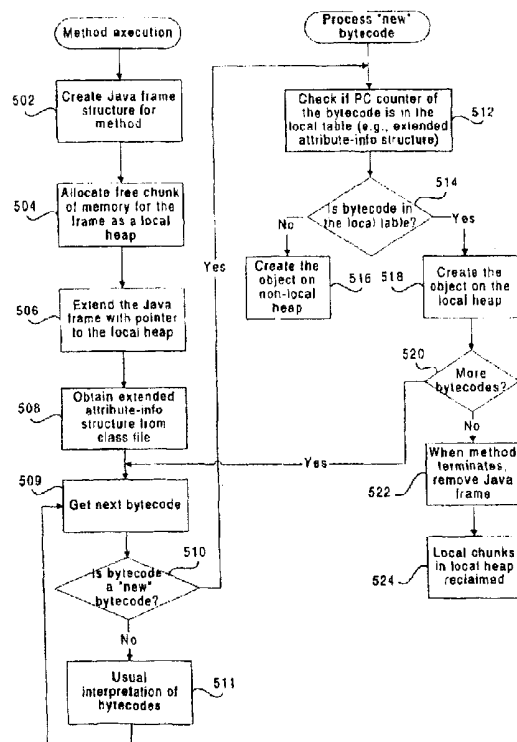 Method execution
502
Create Java frame
structure for
method
504
Allocate free chunk
of memory for the
frame as a local
heap
506
Extend the Java
frame with pointer
to the local heap
508
Obtain extended
attribute-info
structure from
class file
509
Get next bytecode
510
Is bytecode
a "new"
bytecode?
Yes
No
511
Usual
interpretation of
bytecodes
Process "new"
bytecode
512
Check if PC counter of
the bytecode is in the
local table (e.g., extended
attribute-info structure)
514
Is bytecode in
the local table?
No
Yes
516
Create the
object on
non-local
heap
518
Create the
object on the
local heap
520
More
bytecodes?
Yes
No
522
When method
terminates,
remove Java
frame
524
Local chunks
in local heap
reclaimed